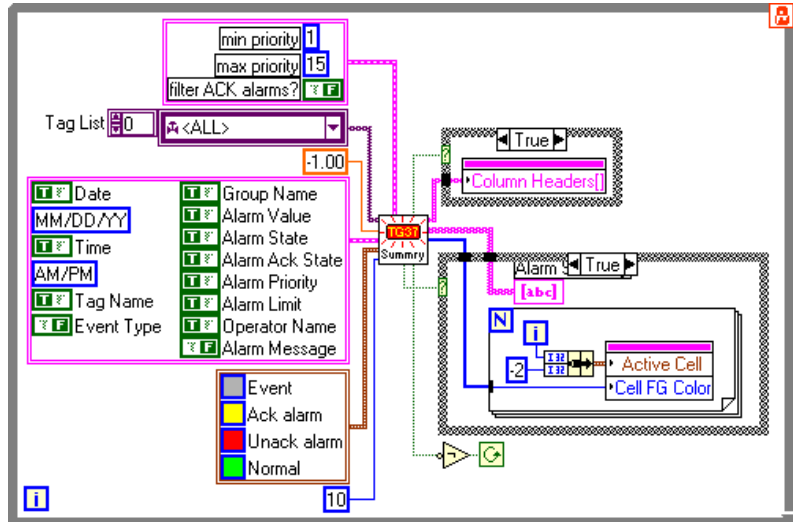 min priority 1
max priority 15
filter ACK alarms? F
Tag List 0 <ALL>
True
Column Headers[]
-1.00
T Date
MM/DD/YY
T Time
AM/PM
T Tag Name
F Event Type
T Group Name
T Alarm Value
T Alarm State
T Alarm Ack State
T Alarm Priority
T Alarm Limit
T Operator Name
F Alarm Message
TG37
Summry
Alarm S
True
[abc]
N
i
I32
I32
-2
Active Cell
Cell FG Color
Event
Ack alarm
Unack alarm
Normal
i
10